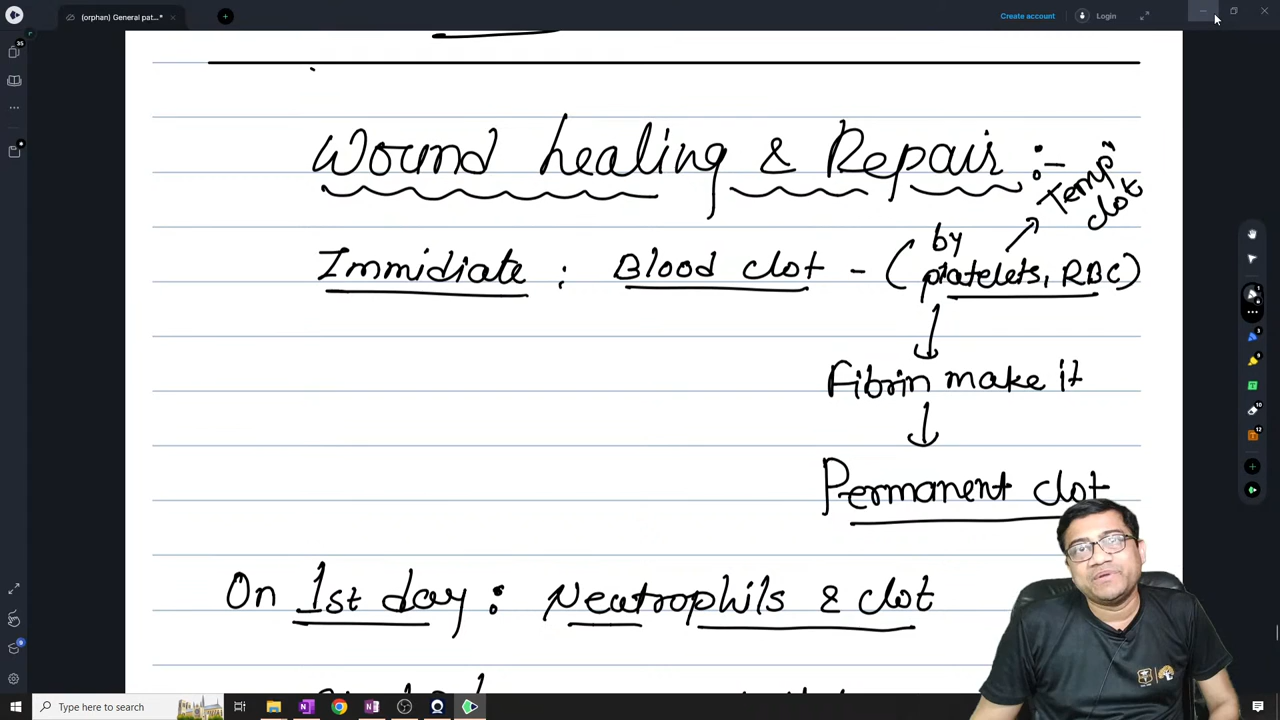 (orphan) General pat...*
Create account
Login
35
Wound healing & Repair :-
Temp^y clot
Immidiate : Blood clot - (by platelets, RBC)
Fibrin make it
Permanent clot
On 1st day : Neutrophils & clot
Type here to search